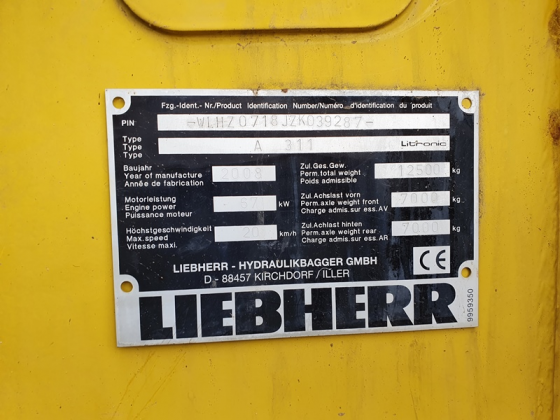 Fzg.-Ident.- Nr./Product Identification Number/Numéro d'identification du produit
PIN -WLHZ0718JZK039287-
Type
Type A 311 Litronic
Type
Baujahr
Year of manufacture 2008
Année de fabrication
Zul.Ges.Gew.
Perm.total weight 12500 kg
Poids admissible
Motorleistung
Engine power 67 kW
Puissance moteur
Zul.Achslast vorn
Perm.axle weight front 7000 kg
Charge admis.sur ess.AV
Höchstgeschwindigkeit
Max.speed 20 km/h
Vitesse maxi.
Zul.Achslast hinten
Perm.axle weight rear 7000 kg
Charge admis.sur ess.AR
LIEBHERR - HYDRAULIKBAGGER GMBH
D - 88457 KIRCHDORF / ILLER
CE
LIEBHERR
9959350